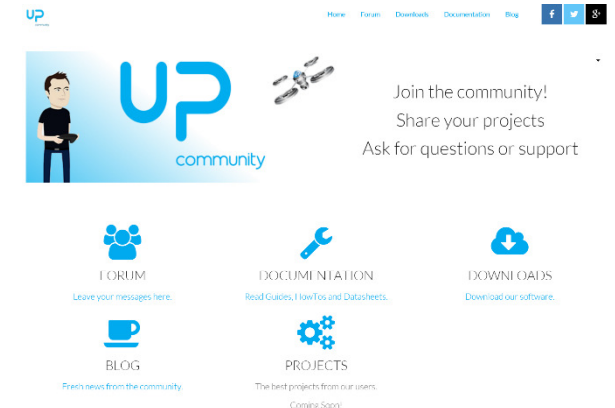 UP
community
Home Forum Downloads Documentation Blog
UP
community
Join the community!
Share your projects
Ask for questions or support
FORUM
Leave your messages here.
DOCUMENTATION
Read Guides, HowTos and Datasheets.
DOWNLOADS
Download our software.
BLOG
Fresh news from the community.
PROJECTS
The best projects from our users.
Coming Soon!